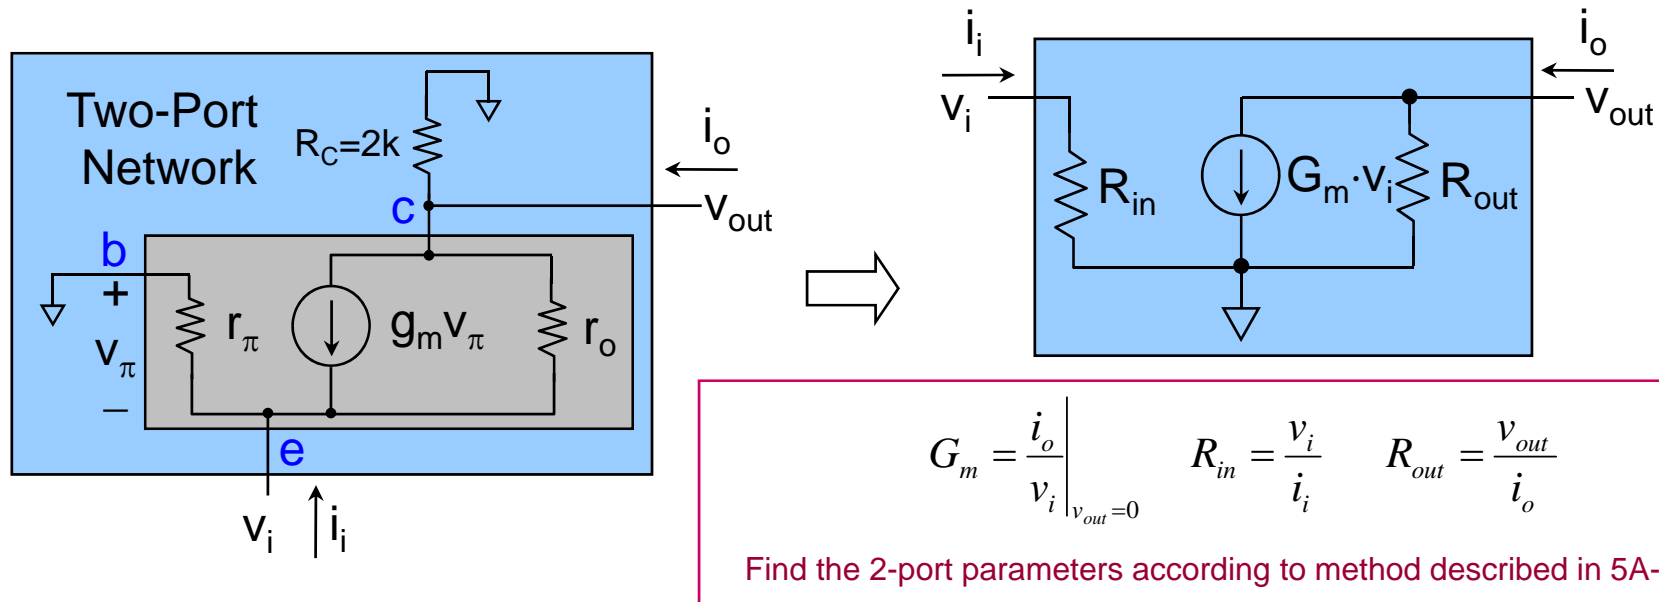 Two-Port
Network
R_C=2k
i_o
v_out
c
b
+
v_π
–
r_π
g_m v_π
r_o
e
v_i
i_i
i_i
v_i
R_in
G_m·v_i
R_out
i_o
v_out
G_m = i_o / v_i |_{v_out=0} R_in = v_i / i_i R_out = v_out / i_o
Find the 2-port parameters according to method described in 5A-